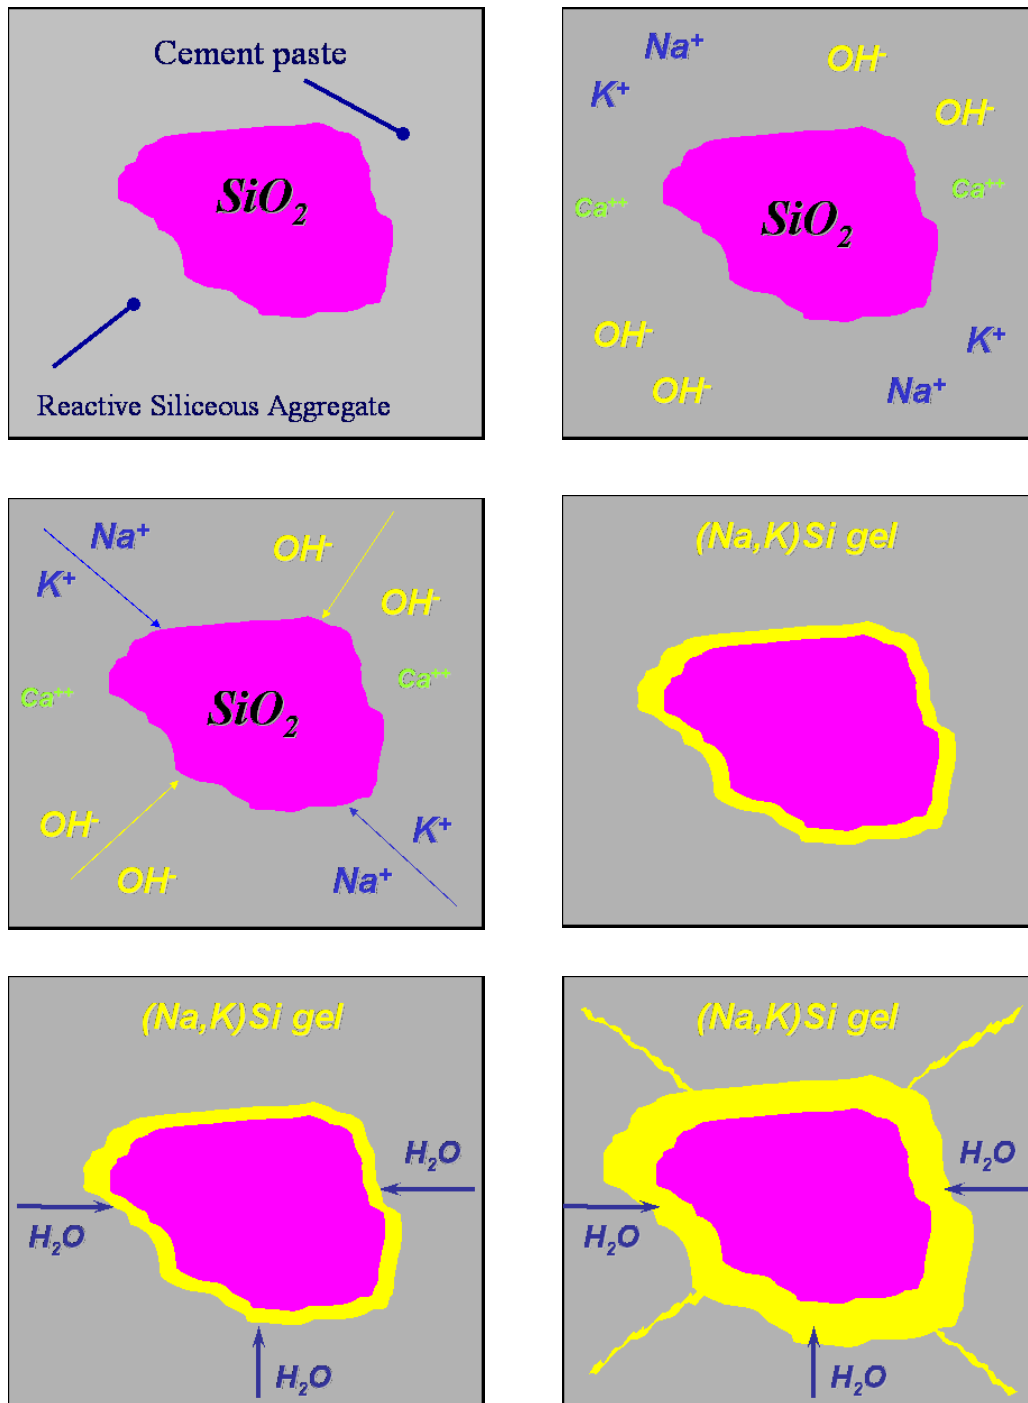 Cement paste
SiO₂
Reactive Siliceous Aggregate
Na⁺
OH⁻
K⁺
OH⁻
Ca⁺⁺
Ca⁺⁺
SiO₂
OH⁻
K⁺
OH⁻
Na⁺
Na⁺
OH⁻
K⁺
OH⁻
Ca⁺⁺
Ca⁺⁺
SiO₂
OH⁻
K⁺
OH⁻
Na⁺
(Na,K)Si gel
(Na,K)Si gel
H₂O
H₂O
H₂O
(Na,K)Si gel
H₂O
H₂O
H₂O